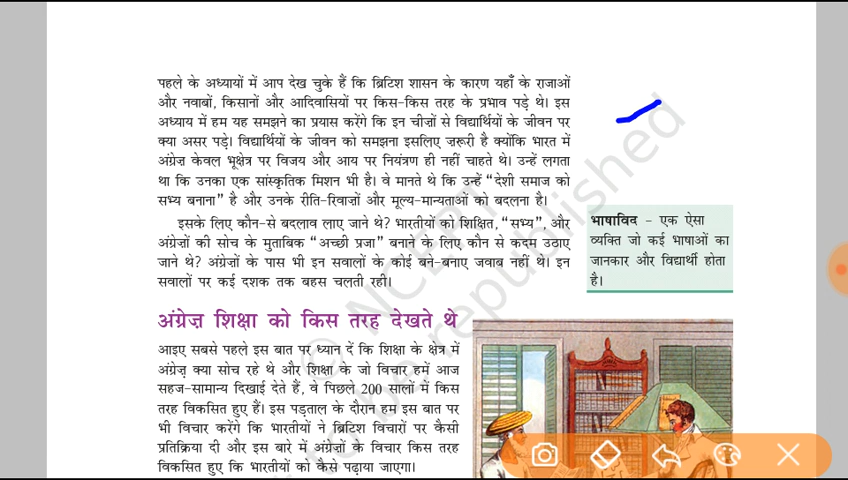 पहले के अध्यायों में आप देख चुके हैं कि ब्रिटिश शासन के कारण यहाँ के राजाओं
और नवाबों, किसानों और आदिवासियों पर किस-किस तरह के प्रभाव पड़े थे। इस
अध्याय में हम यह समझने का प्रयास करेंगे कि इन चीज़ों से विद्यार्थियों के जीवन पर
क्या असर पड़े। विद्यार्थियों के जीवन को समझना इसलिए ज़रूरी है क्योंकि भारत में
अंग्रेज़ केवल भूक्षेत्र पर विजय और आय पर नियंत्रण ही नहीं चाहते थे। उन्हें लगता
था कि उनका एक सांस्कृतिक मिशन भी है। वे मानते थे कि उन्हें “देशी समाज को
सभ्य बनाना” है और उनके रीति-रिवाजों और मूल्य-मान्यताओं को बदलना है।
इसके लिए कौन-से बदलाव लाए जाने थे? भारतीयों को शिक्षित, “सभ्य”, और
अंग्रेजों की सोच के मुताबिक “अच्छी प्रजा” बनाने के लिए कौन से कदम उठाए
जाने थे? अंग्रेजों के पास भी इन सवालों के कोई बने-बनाए जवाब नहीं थे। इन
सवालों पर कई दशक तक बहस चलती रही।
भाषाविद – एक ऐसा
व्यक्ति जो कई भाषाओं का
जानकार और विद्यार्थी होता
है।
अंग्रेज़ शिक्षा को किस तरह देखते थे
आइए सबसे पहले इस बात पर ध्यान दें कि शिक्षा के क्षेत्र में
अंग्रेज़ क्या सोच रहे थे और शिक्षा के जो विचार हमें आज
सहज-सामान्य दिखाई देते हैं, वे पिछले 200 सालों में किस
तरह विकसित हुए हैं। इस पड़ताल के दौरान हम इस बात पर
भी विचार करेंगे कि भारतीयों ने ब्रिटिश विचारों पर कैसी
प्रतिक्रिया दी और इस बारे में अंग्रेजों के विचार किस तरह
विकसित हुए कि भारतीयों को कैसे पढ़ाया जाएगा।
© NCERT
to be republished